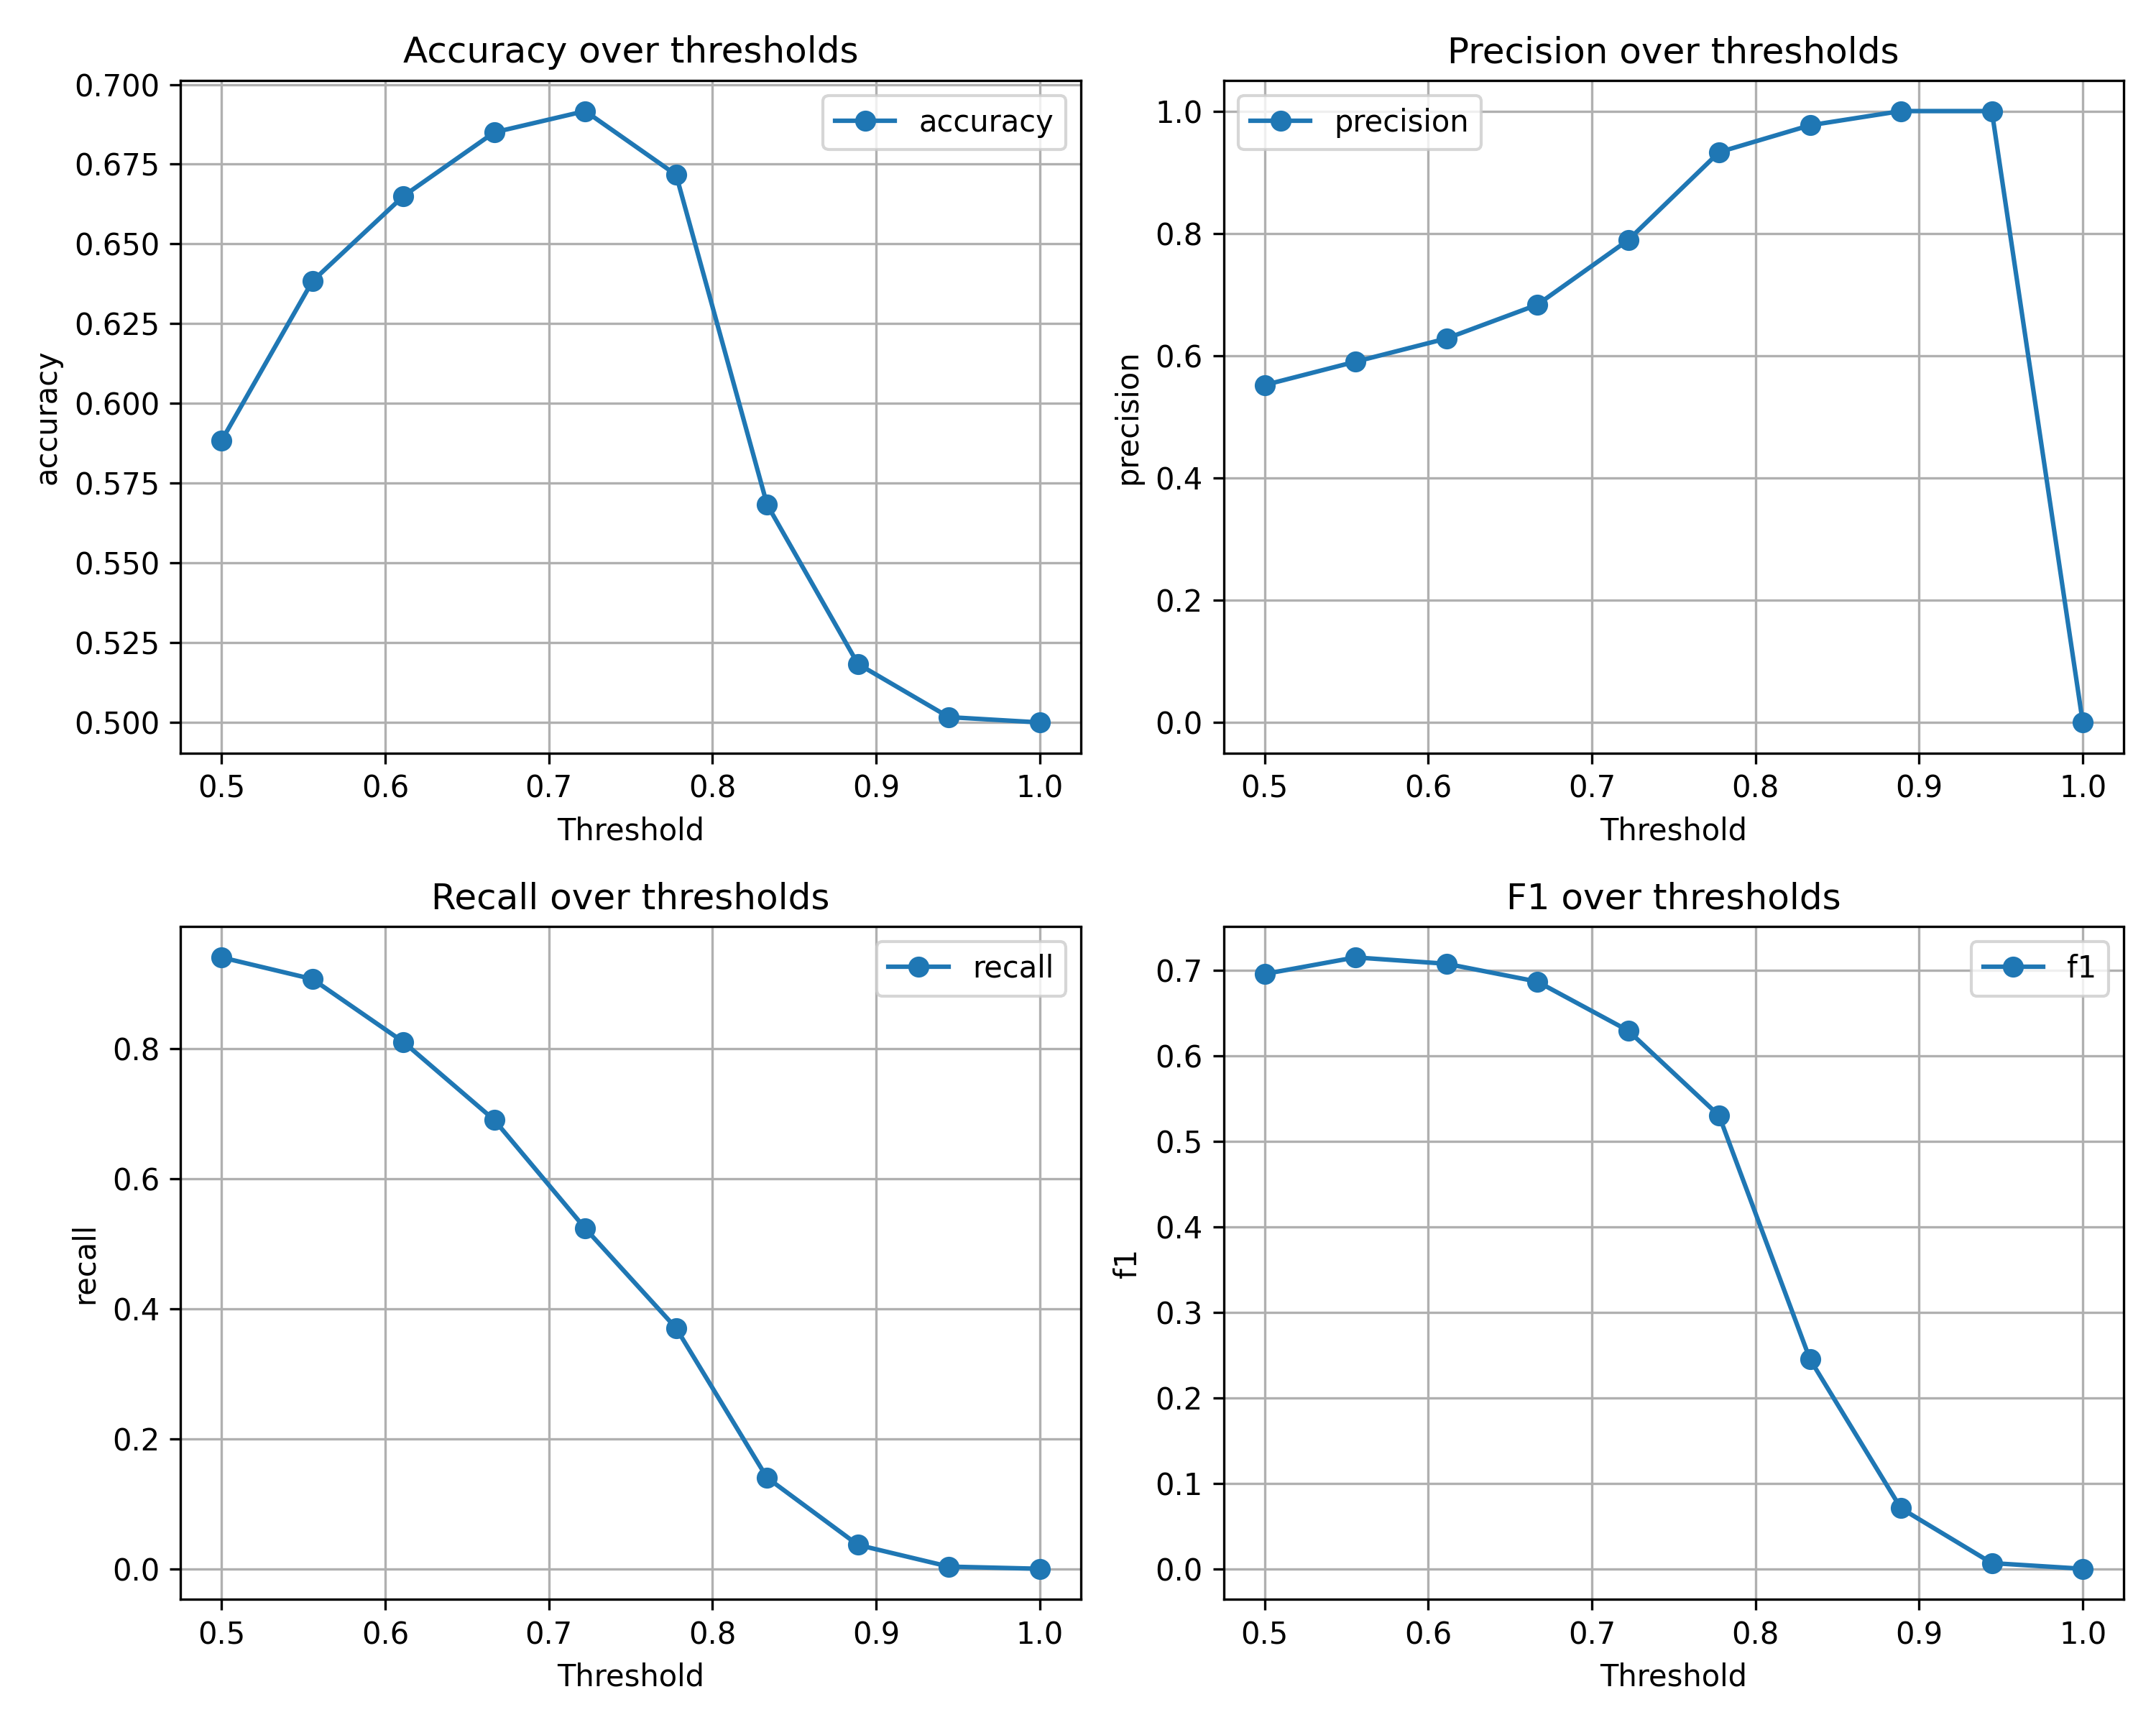 Accuracy over thresholds
accuracy
accuracy
0.700
0.675
0.650
0.625
0.600
0.575
0.550
0.525
0.500
0.5 0.6 0.7 0.8 0.9 1.0
Threshold
Precision over thresholds
precision
precision
1.0
0.8
0.6
0.4
0.2
0.0
0.5 0.6 0.7 0.8 0.9 1.0
Threshold
Recall over thresholds
recall
recall
0.8
0.6
0.4
0.2
0.0
0.5 0.6 0.7 0.8 0.9 1.0
Threshold
F1 over thresholds
f1
f1
0.7
0.6
0.5
0.4
0.3
0.2
0.1
0.0
0.5 0.6 0.7 0.8 0.9 1.0
Threshold